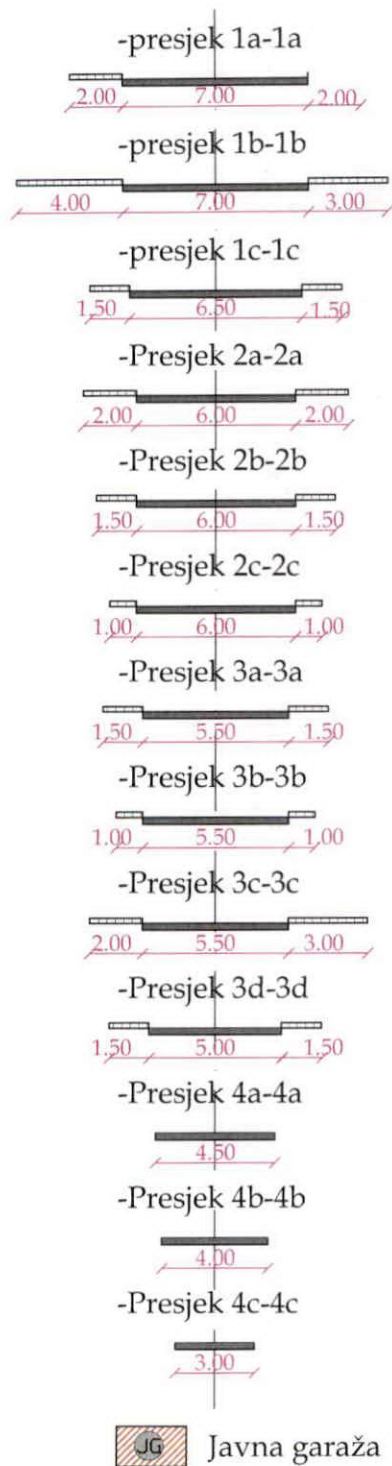 -presjek 1a-1a
2.00 7.00 2.00
-presjek 1b-1b
4.00 7.00 3.00
-presjek 1c-1c
1.50 6.50 1.50
-Presjek 2a-2a
2.00 6.00 2.00
-Presjek 2b-2b
1.50 6.00 1.50
-Presjek 2c-2c
1.00 6.00 1.00
-Presjek 3a-3a
1.50 5.50 1.50
-Presjek 3b-3b
1.00 5.50 1.00
-Presjek 3c-3c
2.00 5.50 3.00
-Presjek 3d-3d
1.50 5.00 1.50
-Presjek 4a-4a
4.50
-Presjek 4b-4b
4.00
-Presjek 4c-4c
3.00
JG Javna garaža